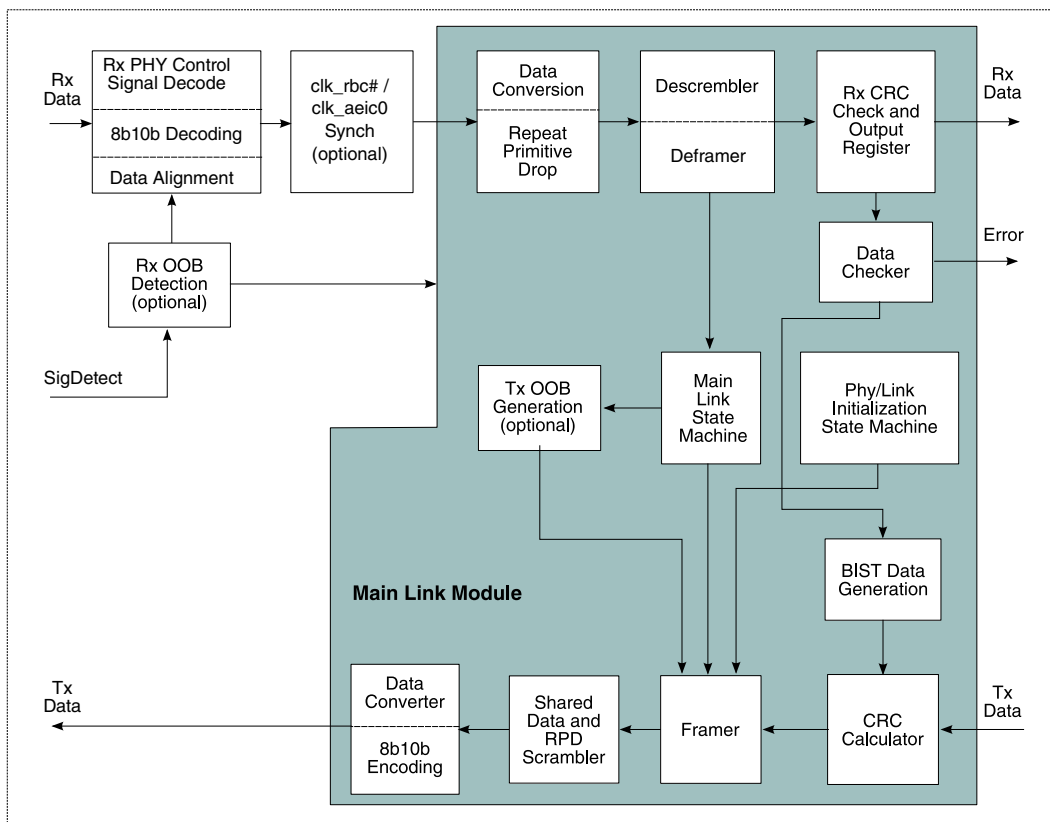 Rx
Data
Rx PHY Control
Signal Decode
8b10b Decoding
Data Alignment
clk_rbc# /
clk_aeic0
Synch
(optional)
Data
Conversion
Repeat
Primitive
Drop
Descrembler
Deframer
Rx CRC
Check and
Output
Register
Rx
Data
Rx OOB
Detection
(optional)
Data
Checker
Error
SigDetect
Tx OOB
Generation
(optional)
Main
Link
State
Machine
Phy/Link
Initialization
State Machine
BIST Data
Generation
Main Link Module
Tx
Data
Data
Converter
8b10b
Encoding
Shared
Data and
RPD
Scrambler
Framer
CRC
Calculator
Tx
Data